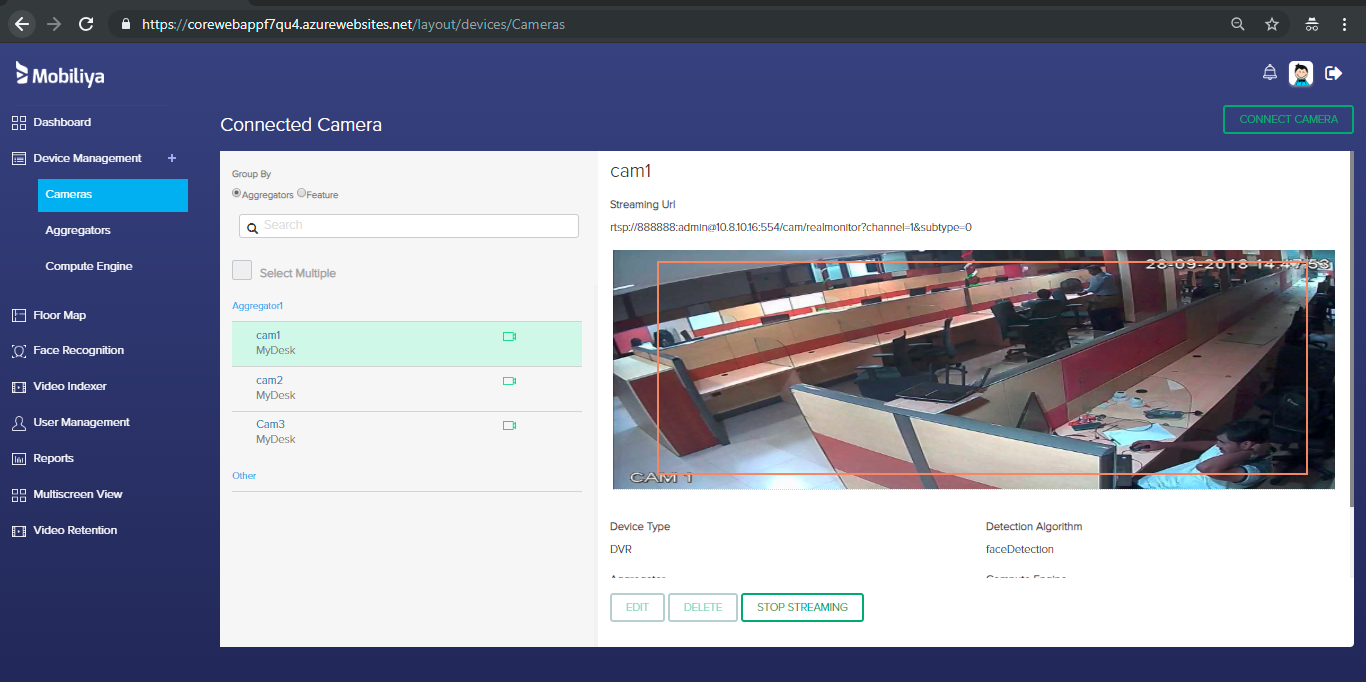 https://corewebappf7qu4.azurewebsites.net/layout/devices/Cameras
Mobiliya
Dashboard
Device Management +
Cameras
Aggregators
Compute Engine
Floor Map
Face Recognition
Video Indexer
User Management
Reports
Multiscreen View
Video Retention
Connected Camera
CONNECT CAMERA
Group By
Aggregators Feature
Search
Select Multiple
Aggregator1
cam1
MyDesk
cam2
MyDesk
Cam3
MyDesk
Other
cam1
Streaming Url
rtsp://888888:admin@10.8.10.16:554/cam/realmonitor?channel=1&subtype=0
28-09-2018 14:47:53
CAM 1
Device Type
DVR
Detection Algorithm
faceDetection
Aggregator
Compute Engine
EDIT
DELETE
STOP STREAMING